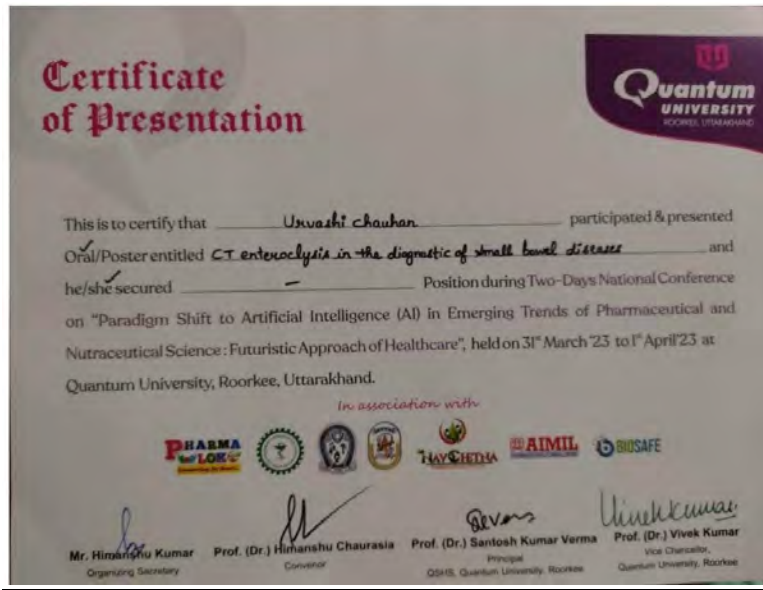 Certificate
of Presentation
Quantum
UNIVERSITY
ROORKEE, UTTARAKHAND
This is to certify that Urvashi chauhan participated & presented
Oral/Poster entitled CT enteroclysis in the diagnostic of small bowel diseases and
he/she secured – Position during Two-Days National Conference
on "Paradigm Shift to Artificial Intelligence (AI) in Emerging Trends of Pharmaceutical and
Nutraceutical Science: Futuristic Approach of Healthcare", held on 31st March '23 to 1st April'23 at
Quantum University, Roorkee, Uttarakhand.
In association with
PHARMA
LOK
NAYCHETNA
AIMIL
BIOSAFE
Mr. Himanshu Kumar
Organizing Secretary
Prof. (Dr.) Himanshu Chaurasia
Convenor
Prof. (Dr.) Santosh Kumar Verma
Principal
QSHS, Quantum University, Roorkee
Vivek Kumar
Prof. (Dr.) Vivek Kumar
Vice Chancellor,
Quantum University, Roorkee